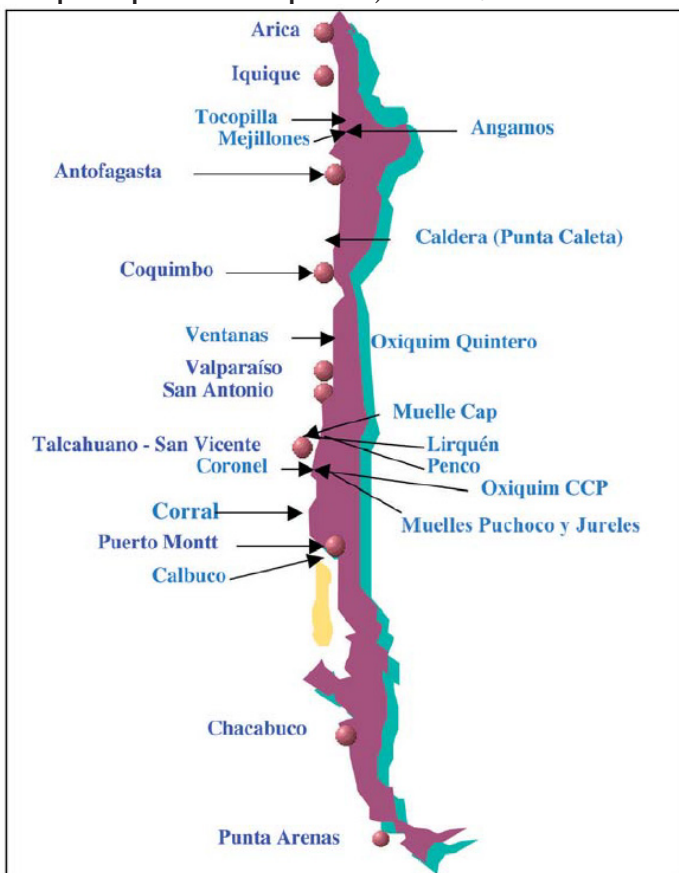 Arica
Iquique
Tocopilla
Mejillones
Angamos
Antofagasta
Caldera (Punta Caleta)
Coquimbo
Ventanas
Oxiquim Quintero
Valparaíso
San Antonio
Muelle Cap
Talcahuano - San Vicente
Lirquén
Coronel
Penco
Oxiquim CCP
Corral
Muelles Puchoco y Jureles
Puerto Montt
Calbuco
Chacabuco
Punta Arenas